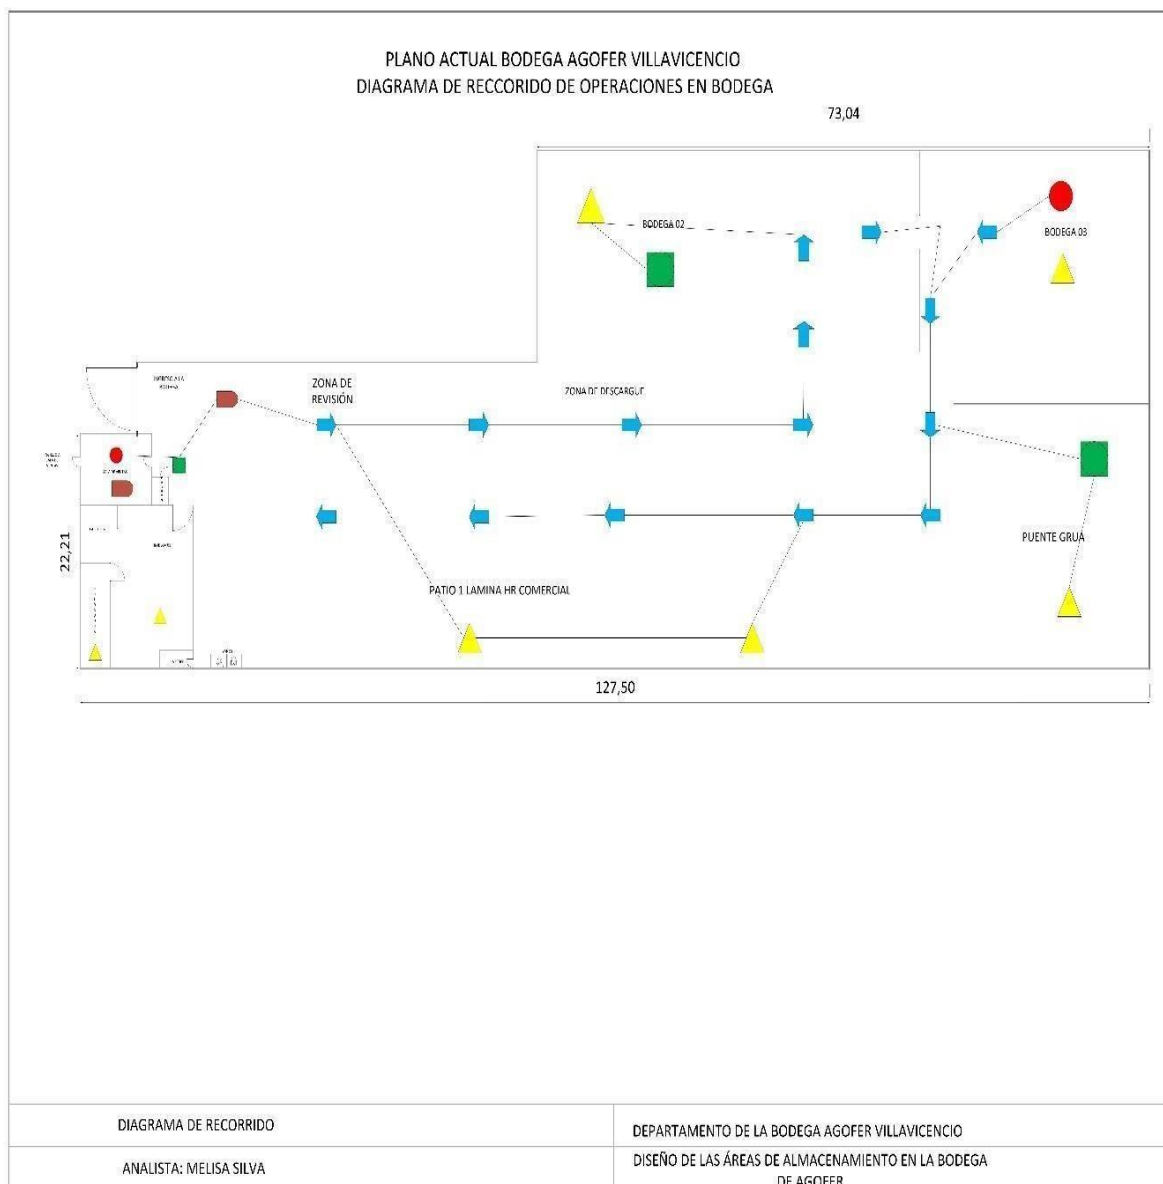 PLANO ACTUAL BODEGA AGOFER VILLAVICENCIO
DIAGRAMA DE RECCORIDO DE OPERACIONES EN BODEGA
73,04
BODEGA 02
BODEGA 03
INGRESO A LA
BODEGA
ZONA DE
REVISIÓN
ZONA DE DESCARGUE
22,21
PUENTE GRUA
PATIO 1 LAMINA HR COMERCIAL
127,50
DIAGRAMA DE RECORRIDO
DEPARTAMENTO DE LA BODEGA AGOFER VILLAVICENCIO
ANALISTA: MELISA SILVA
DISEÑO DE LAS ÁREAS DE ALMACENAMIENTO EN LA BODEGA
DE AGOFER